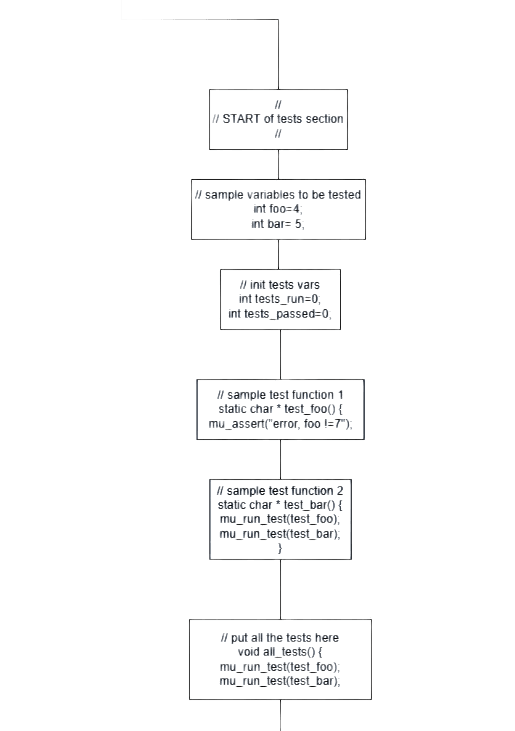 //
// START of tests section
//
// sample variables to be tested
int foo=4;
int bar= 5;
// init tests vars
int tests_run=0;
int tests_passed=0;
// sample test function 1
static char * test_foo() {
mu_assert("error, foo !=7");
// sample test function 2
static char * test_bar() {
mu_run_test(test_foo);
mu_run_test(test_bar);
}
// put all the tests here
void all_tests() {
mu_run_test(test_foo);
mu_run_test(test_bar);